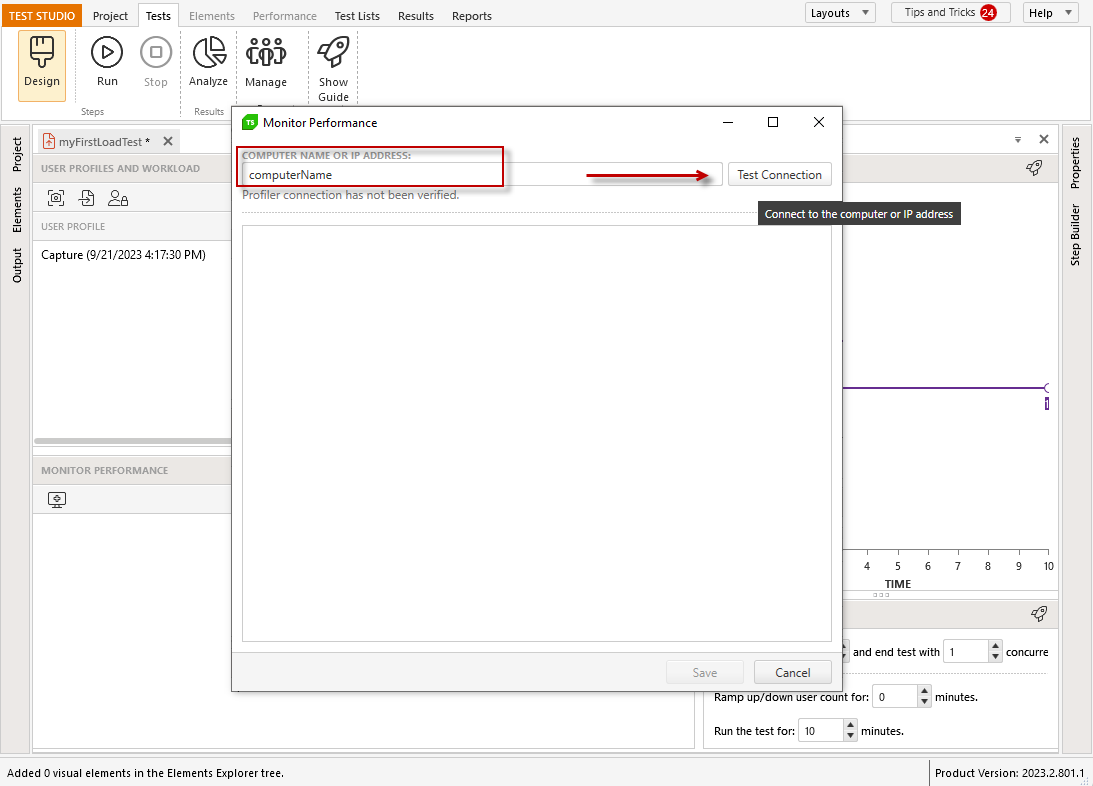 TEST STUDIO
Project
Tests
Elements
Performance
Test Lists
Results
Reports
Layouts
Tips and Tricks 24
Help
Design
Run
Stop
Analyze
Manage
Show
Guide
Steps
Results
Project
Elements
Output
myFirstLoadTest *
USER PROFILES AND WORKLOAD
USER PROFILE
Capture (9/21/2023 4:17:30 PM)
MONITOR PERFORMANCE
TS Monitor Performance
COMPUTER NAME OR IP ADDRESS:
computerName
Test Connection
Profiler connection has not been verified.
Connect to the computer or IP address
Save
Cancel
Properties
Step Builder
1
4 5 6 7 8 9 10
TIME
and end test with 1 concurre
Ramp up/down user count for: 0 minutes.
Run the test for: 10 minutes.
Added 0 visual elements in the Elements Explorer tree.
Product Version: 2023.2.801.1